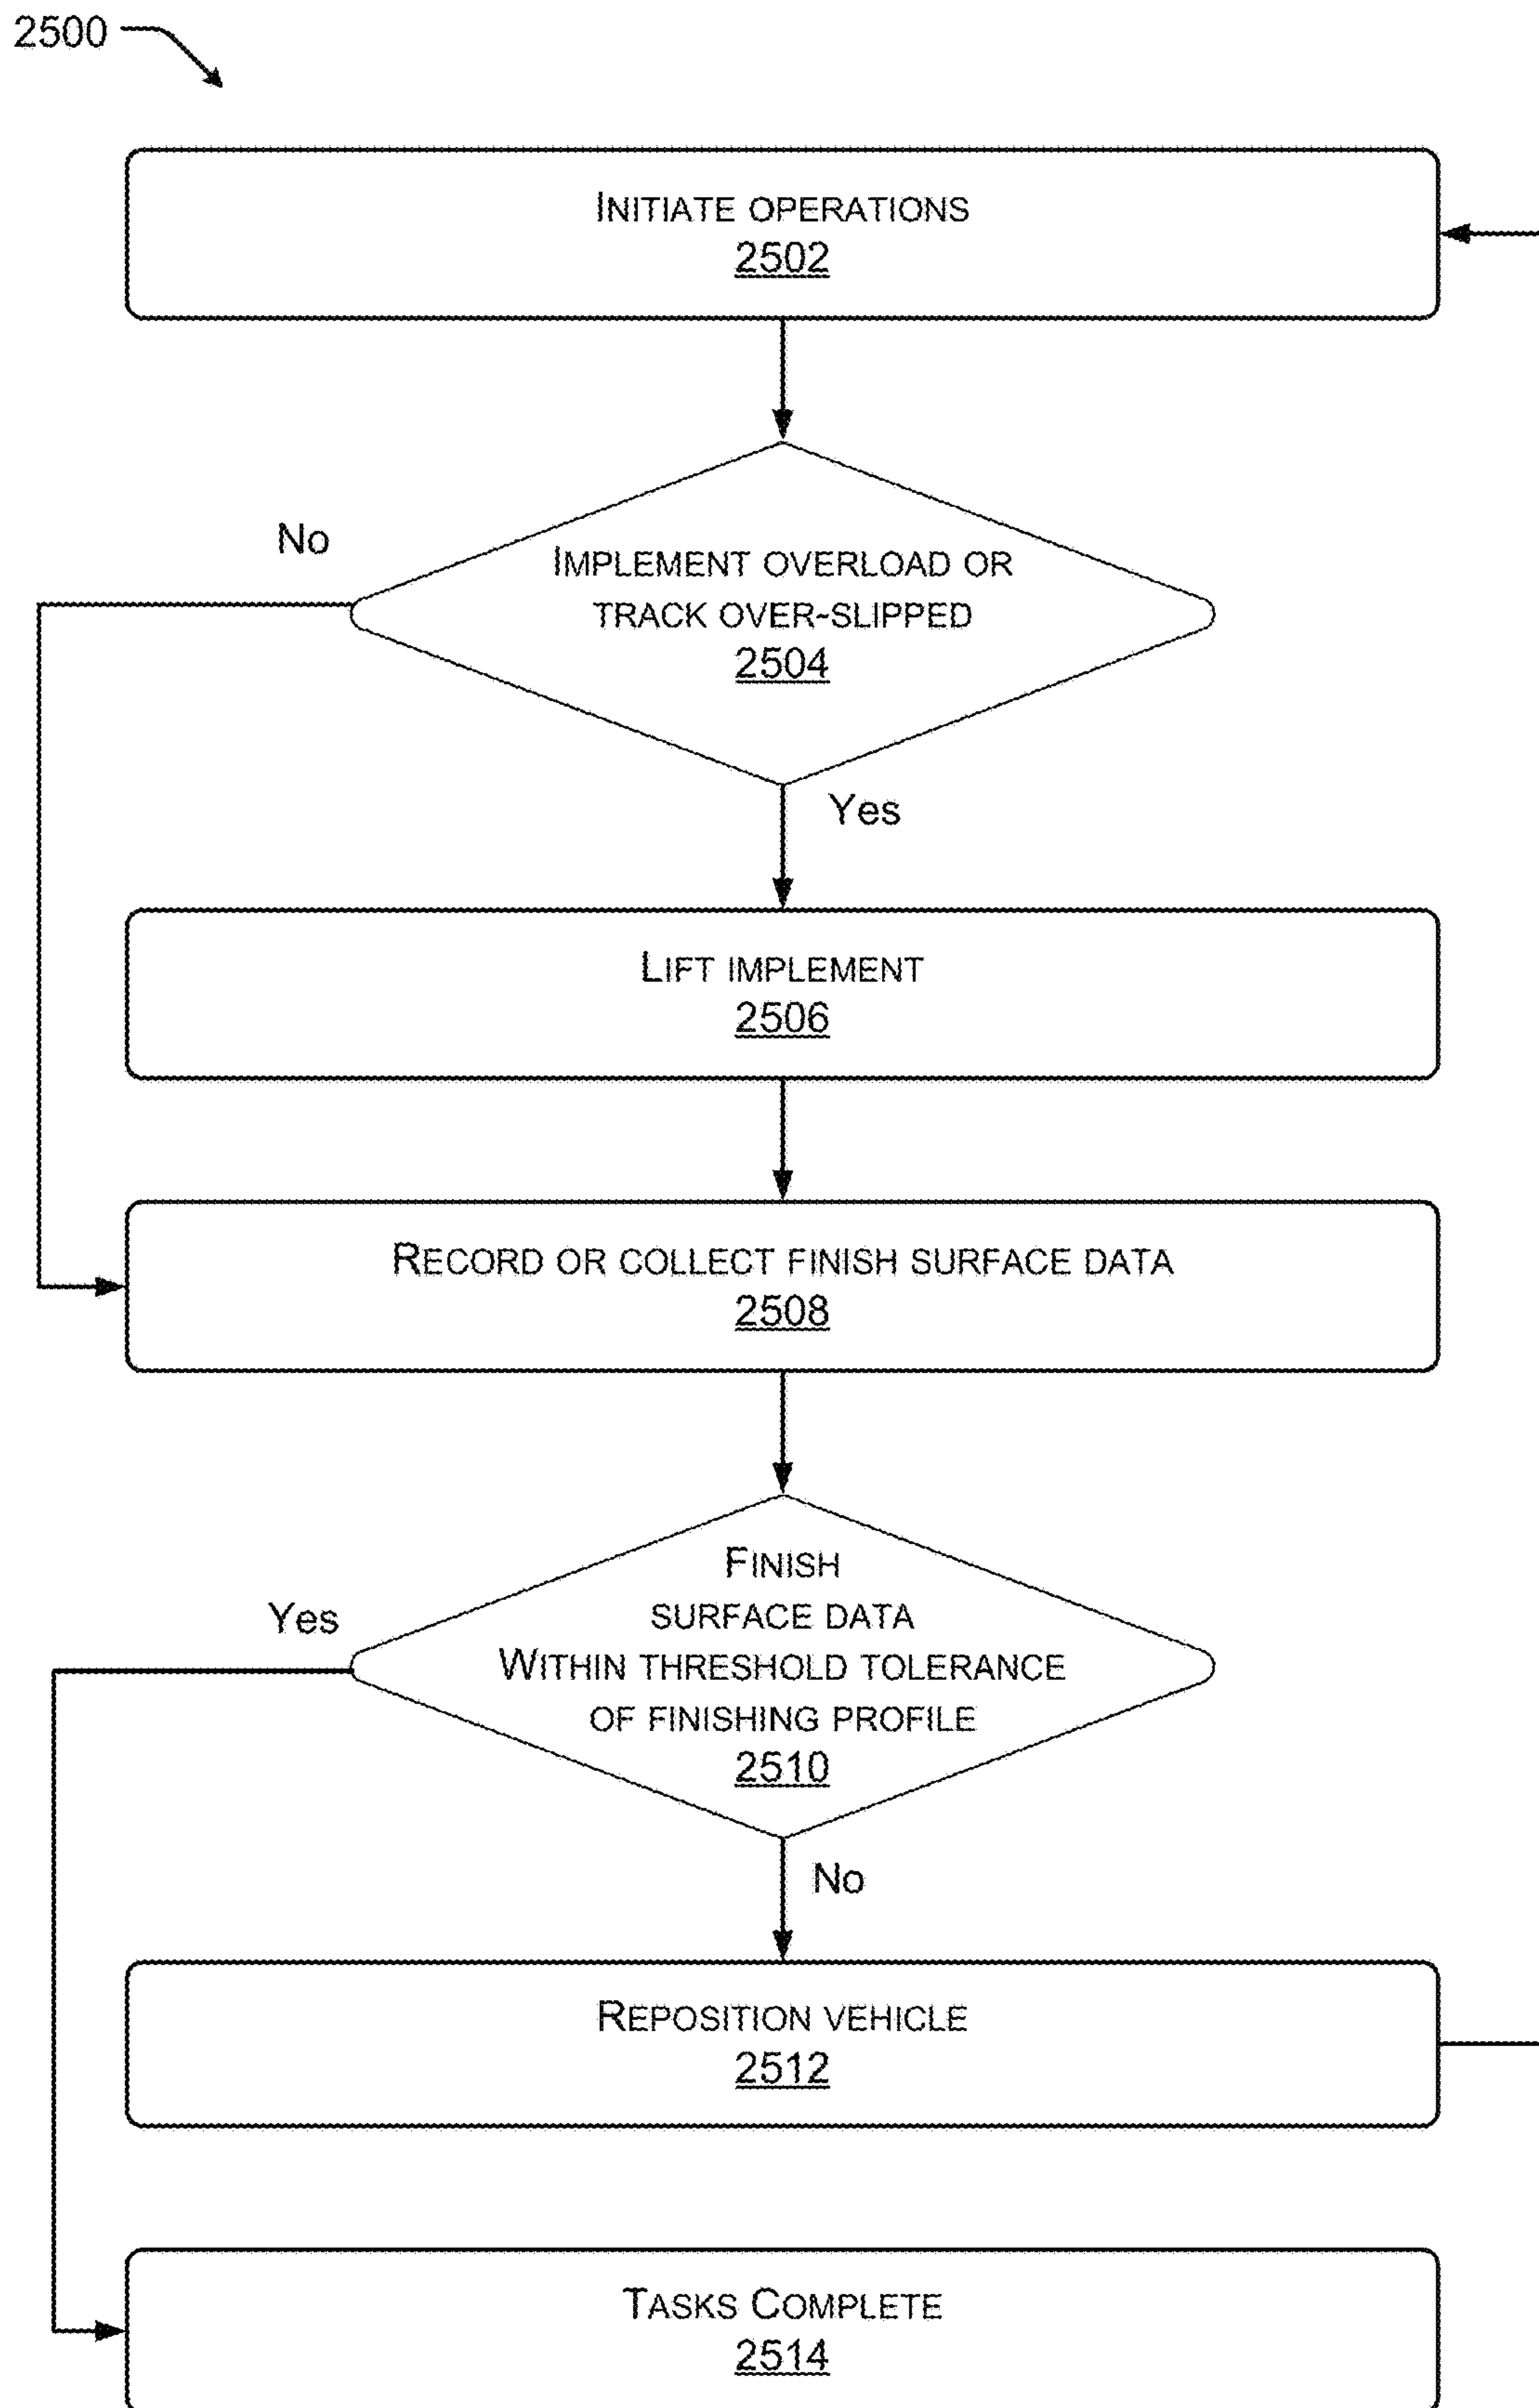 2500
INITIATE OPERATIONS
2502
No
IMPLEMENT OVERLOAD OR
TRACK OVER-SLIPPED
2504
Yes
LIFT IMPLEMENT
2506
RECORD OR COLLECT FINISH SURFACE DATA
2508
FINISH
SURFACE DATA
Yes
WITHIN THRESHOLD TOLERANCE
OF FINISHING PROFILE
2510
No
REPOSITION VEHICLE
2512
TASKS COMPLETE
2514